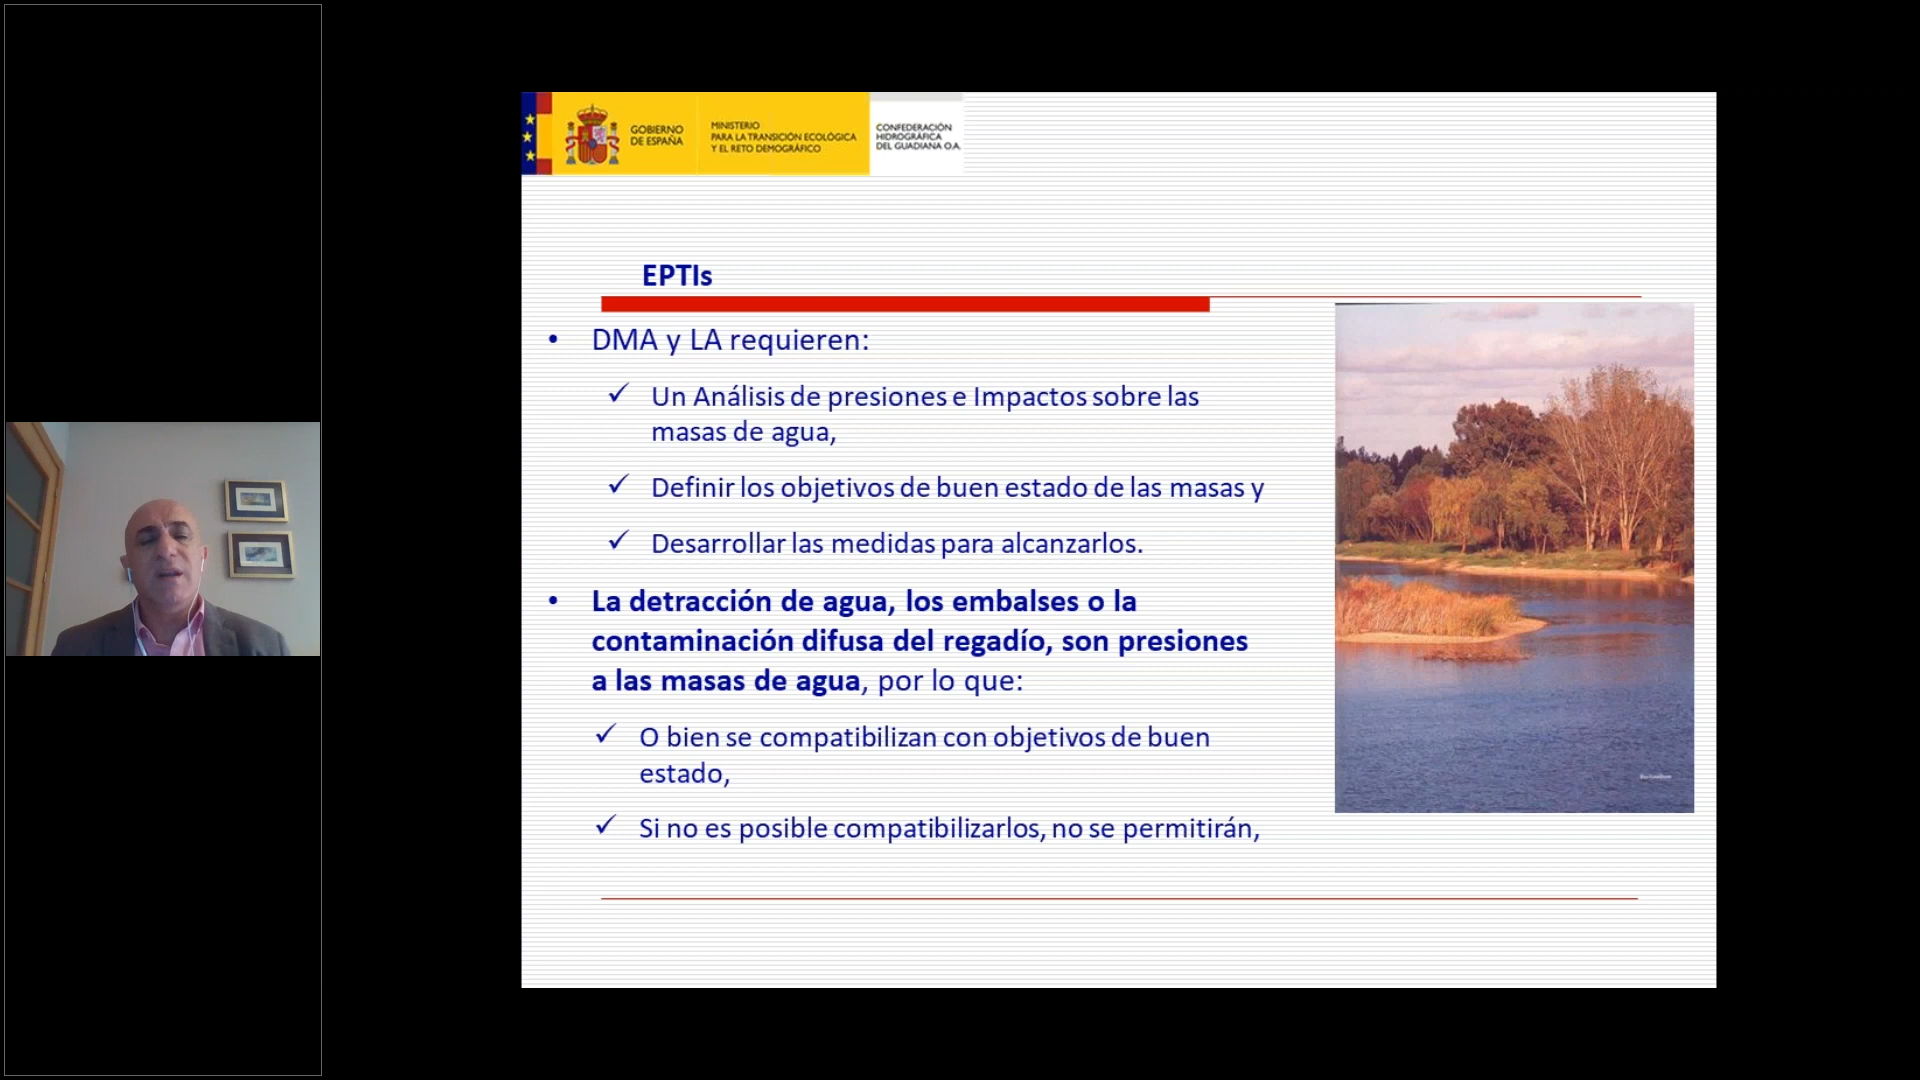 GOBIERNO
DE ESPAÑA
MINISTERIO
PARA LA TRANSICIÓN ECOLÓGICA
Y EL RETO DEMOGRÁFICO
CONFEDERACIÓN
HIDROGRÁFICA
DEL GUADIANA O.A.
EPTIs
• DMA y LA requieren:
✓ Un Análisis de presiones e Impactos sobre las
masas de agua,
✓ Definir los objetivos de buen estado de las masas y
✓ Desarrollar las medidas para alcanzarlos.
• La detracción de agua, los embalses o la
contaminación difusa del regadío, son presiones
a las masas de agua, por lo que:
✓ O bien se compatibilizan con objetivos de buen
estado,
✓ Si no es posible compatibilizarlos, no se permitirán,